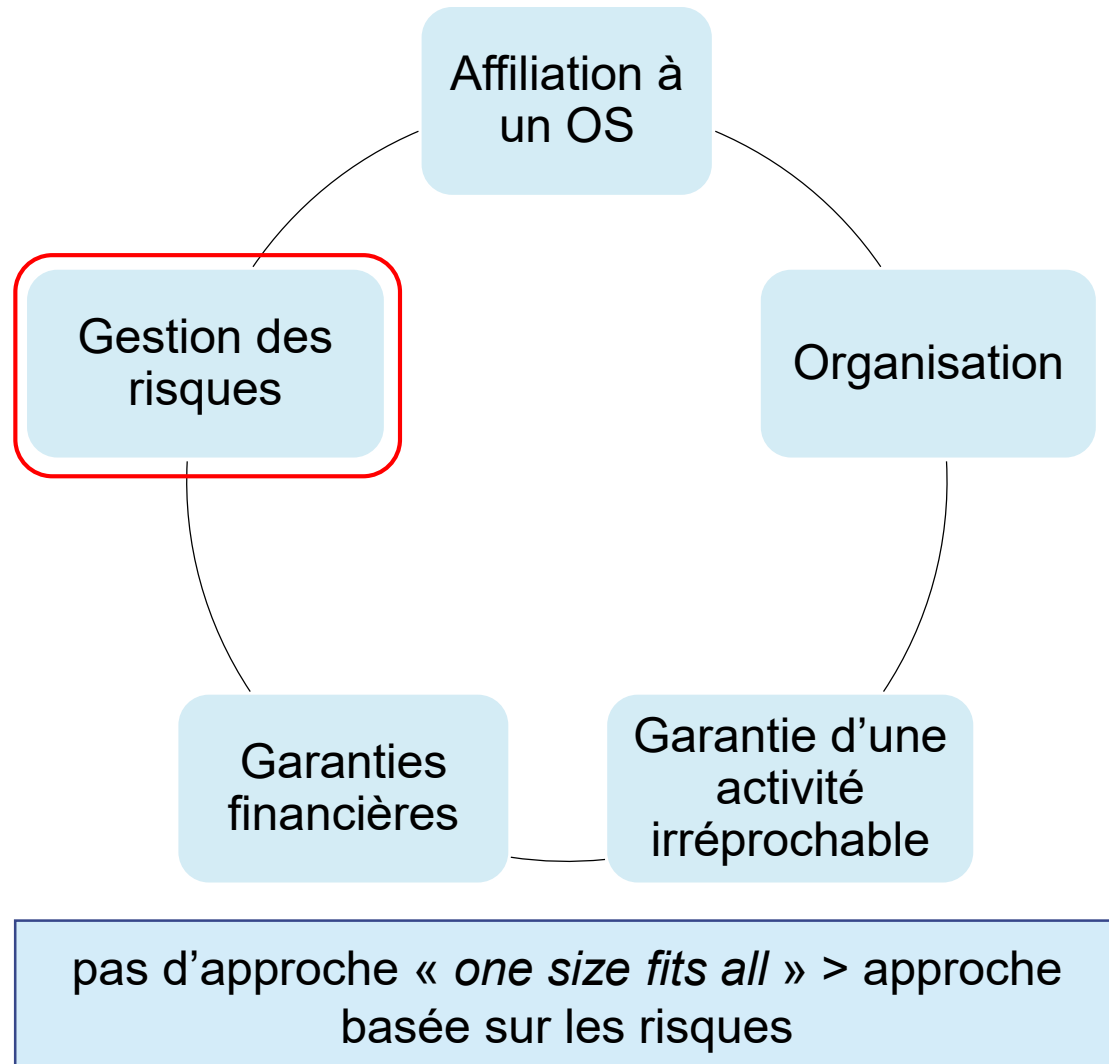 Affiliation à
un OS
Gestion des
risques
Organisation
Garanties
financières
Garantie d’une
activité
irréprochable
pas d’approche « one size fits all » > approche
basée sur les risques